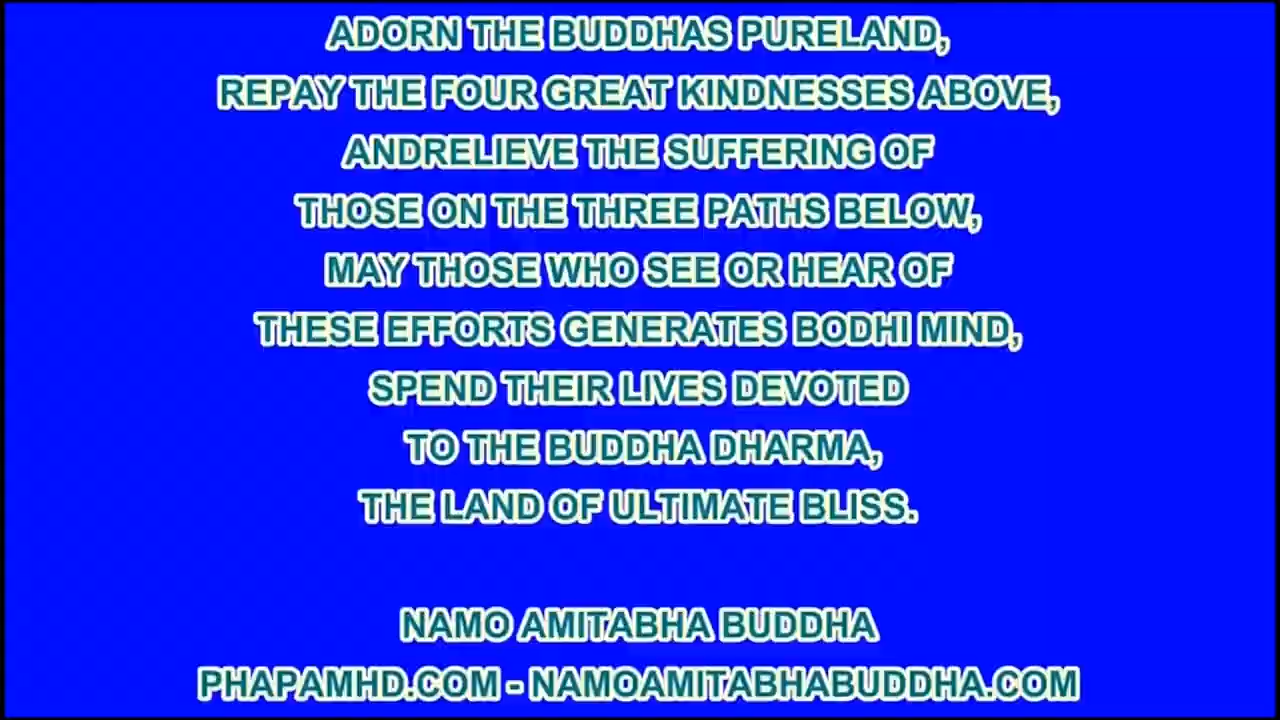 ADORN THE BUDDHAS PURELAND,
REPAY THE FOUR GREAT KINDNESSES ABOVE,
ANDRELIEVE THE SUFFERING OF
THOSE ON THE THREE PATHS BELOW,
MAY THOSE WHO SEE OR HEAR OF
THESE EFFORTS GENERATES BODHI MIND,
SPEND THEIR LIVES DEVOTED
TO THE BUDDHA DHARMA,
THE LAND OF ULTIMATE BLISS.
NAMO AMITABHA BUDDHA
PHAPAMHD.COM - NAMOAMITABHABUDDHA.COM